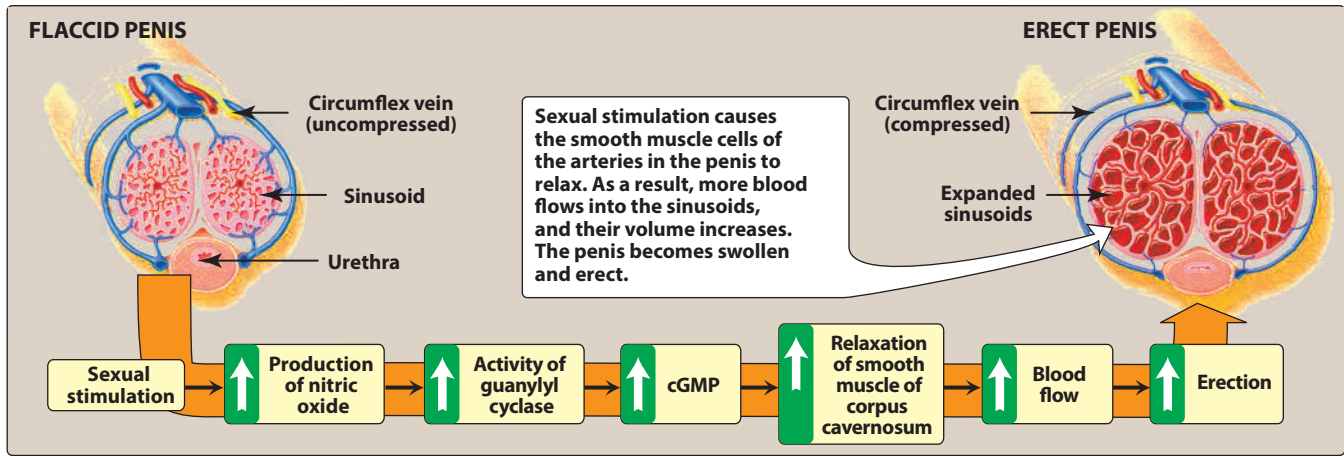 FLACCID PENIS
Circumflex vein
(uncompressed)
Sinusoid
Urethra
Sexual stimulation causes
the smooth muscle cells of
the arteries in the penis to
relax. As a result, more blood
flows into the sinusoids,
and their volume increases.
The penis becomes swollen
and erect.
ERECT PENIS
Circumflex vein
(compressed)
Expanded
sinusoids
Sexual
stimulation
Production
of nitric
oxide
Activity of
guanylyl
cyclase
cGMP
Relaxation
of smooth
muscle of
corpus
cavernosum
Blood
flow
Erection